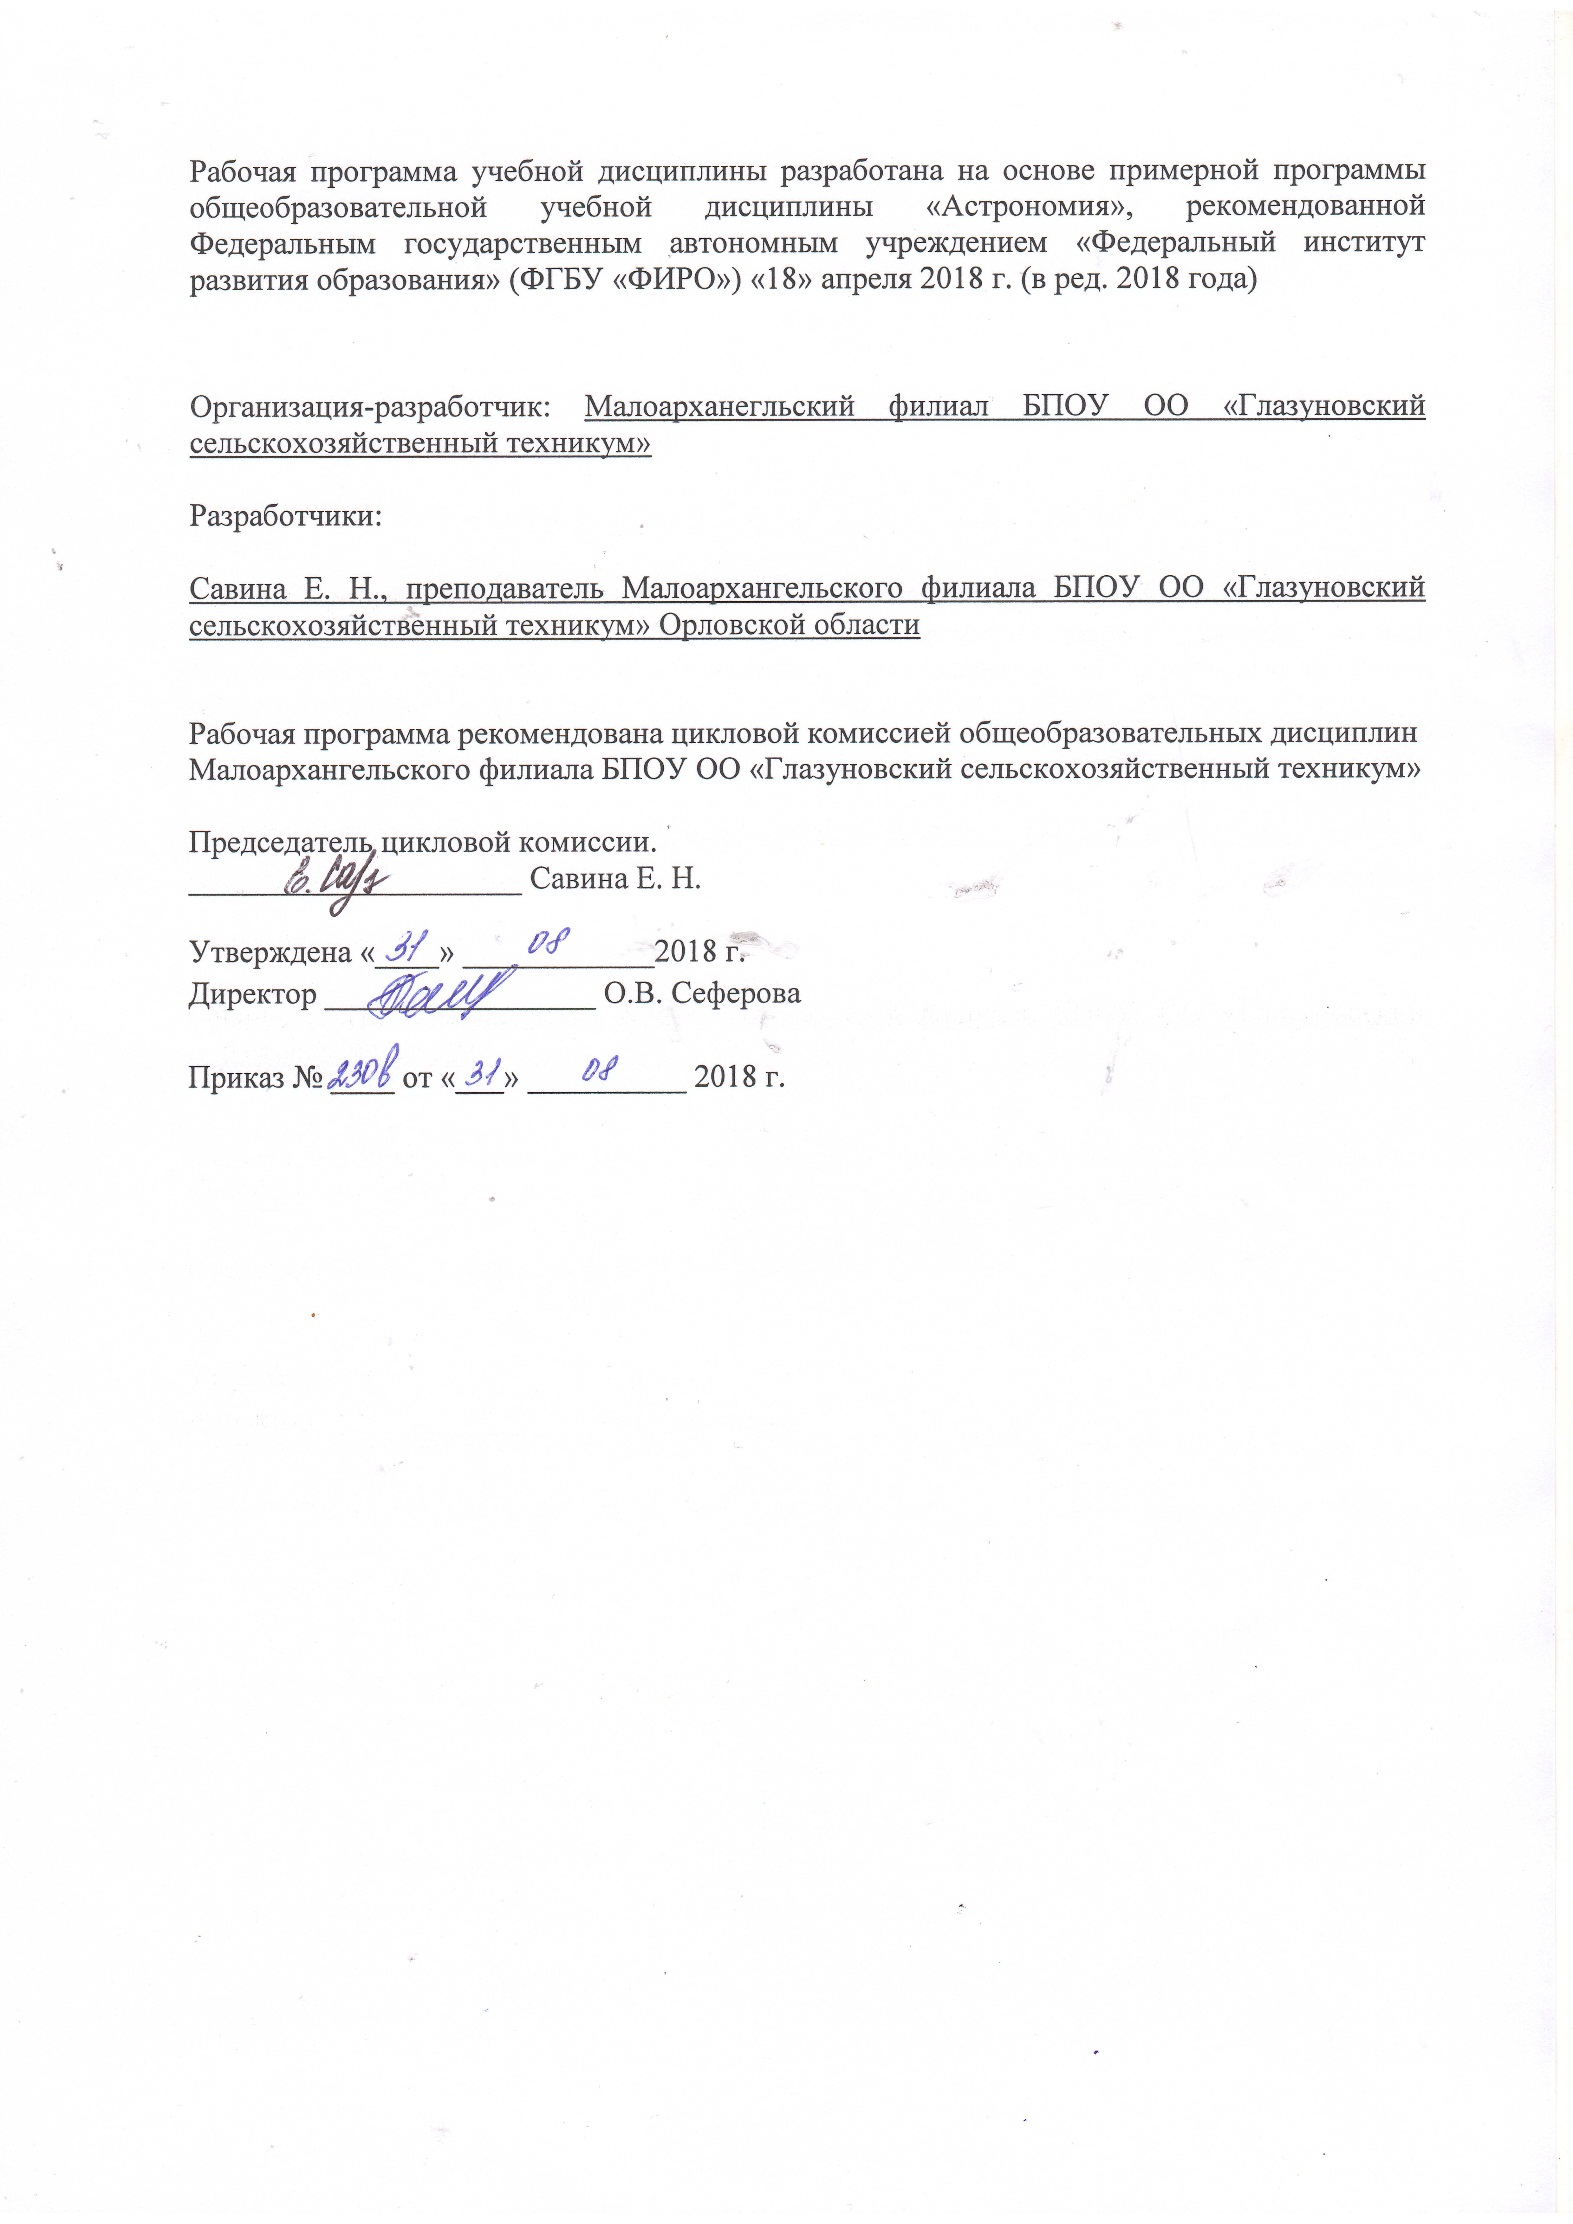 Рабочая программа учебной дисциплины разработана на основе примерной программы
общеобразовательной учебной дисциплины «Астрономия», рекомендованной
Федеральным государственным автономным учреждением «Федеральный институт
развития образования» (ФГБУ «ФИРО») «18» апреля 2018 г. (в ред. 2018 года)
Организация-разработчик: Малоарханегльский филиал БПОУ ОО «Глазуновский
сельскохозяйственный техникум»
Разработчики:
Савина Е. Н., преподаватель Малоархангельского филиала БПОУ ОО «Глазуновский
сельскохозяйственный техникум» Орловской области
Рабочая программа рекомендована цикловой комиссией общеобразовательных дисциплин
Малоархангельского филиала БПОУ ОО «Глазуновский сельскохозяйственный техникум»
Председатель цикловой комиссии.
Савина Е. Н.
Утверждена «31» 08 2018 г.
Директор О.В. Сеферова
Приказ № 230в от «31» 08 2018 г.